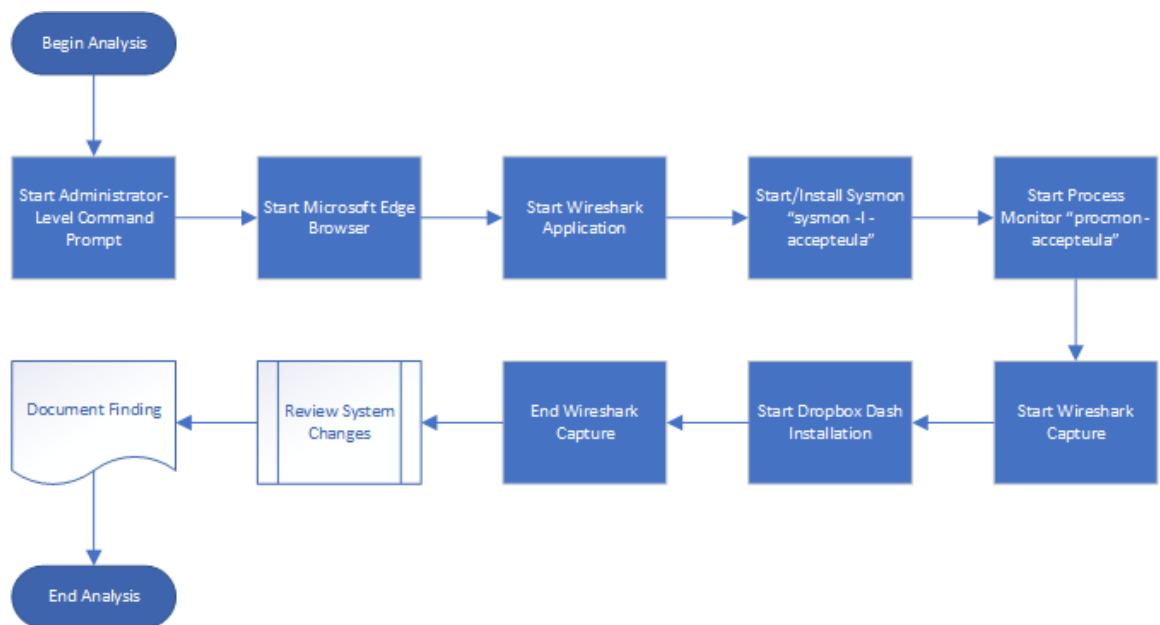 Begin Analysis
Start Administrator-
Level Command
Prompt
Start Microsoft Edge
Browser
Start Wireshark
Application
Start/Install Sysmon
“sysmon -I -
accepteula”
Start Process
Monitor “procmon -
accepteula”
Start Wireshark
Capture
Start Dropbox Dash
Installation
End Wireshark
Capture
Review System
Changes
Document Finding
End Analysis